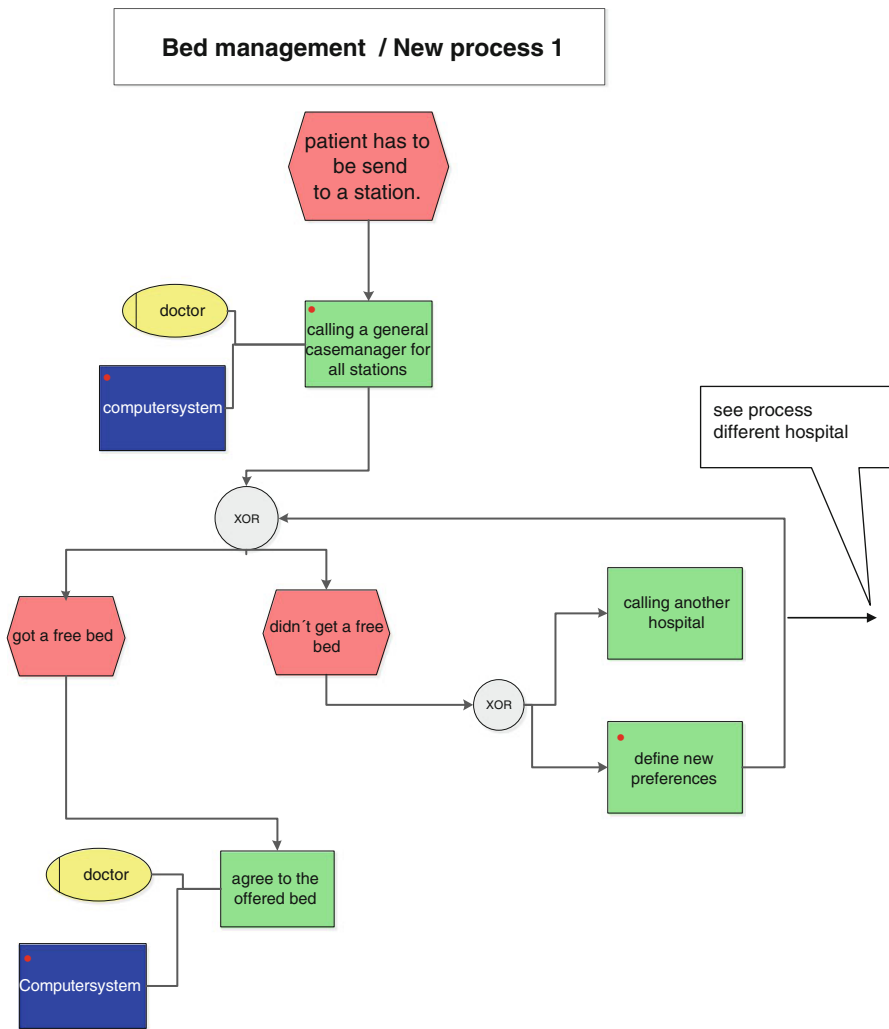 Bed management / New process 1
patient has to
be send
to a station.
doctor
calling a general
casemanager for
all stations
computersystem
see process
different hospital
XOR
got a free bed
didn´t get a free
bed
calling another
hospital
XOR
define new
preferences
doctor
agree to the
offered bed
Computersystem